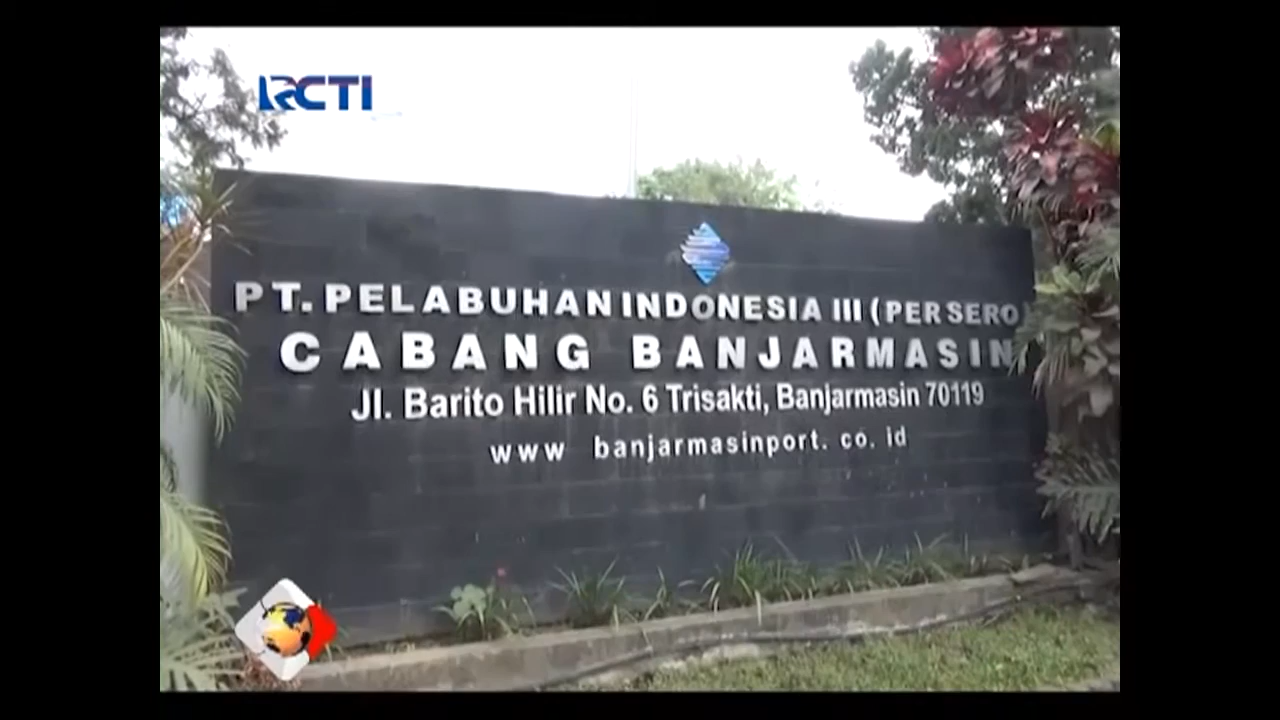 RCTI
PT. PELABUHAN INDONESIA III (PERSERO)
CABANG BANJARMASIN
Jl. Barito Hilir No. 6 Trisakti, Banjarmasin 70119
www banjarmasinport. co. id